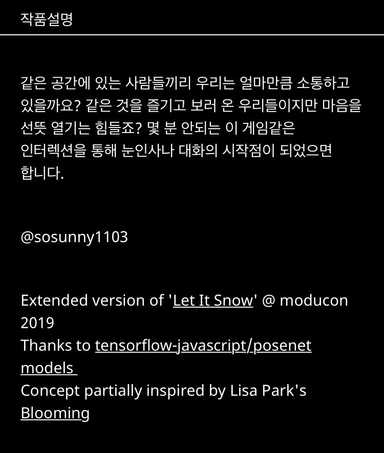 작품설명
같은 공간에 있는 사람들끼리 우리는 얼마만큼 소통하고
있을까요? 같은 것을 즐기고 보러 온 우리들이지만 마음을
선뜻 열기는 힘들죠? 몇 분 안되는 이 게임같은
인터렉션을 통해 눈인사나 대화의 시작점이 되었으면
합니다.
@sosunny1103
Extended version of 'Let It Snow' @ moducon
2019
Thanks to tensorflow-javascript/posenet
models
Concept partially inspired by Lisa Park's
Blooming